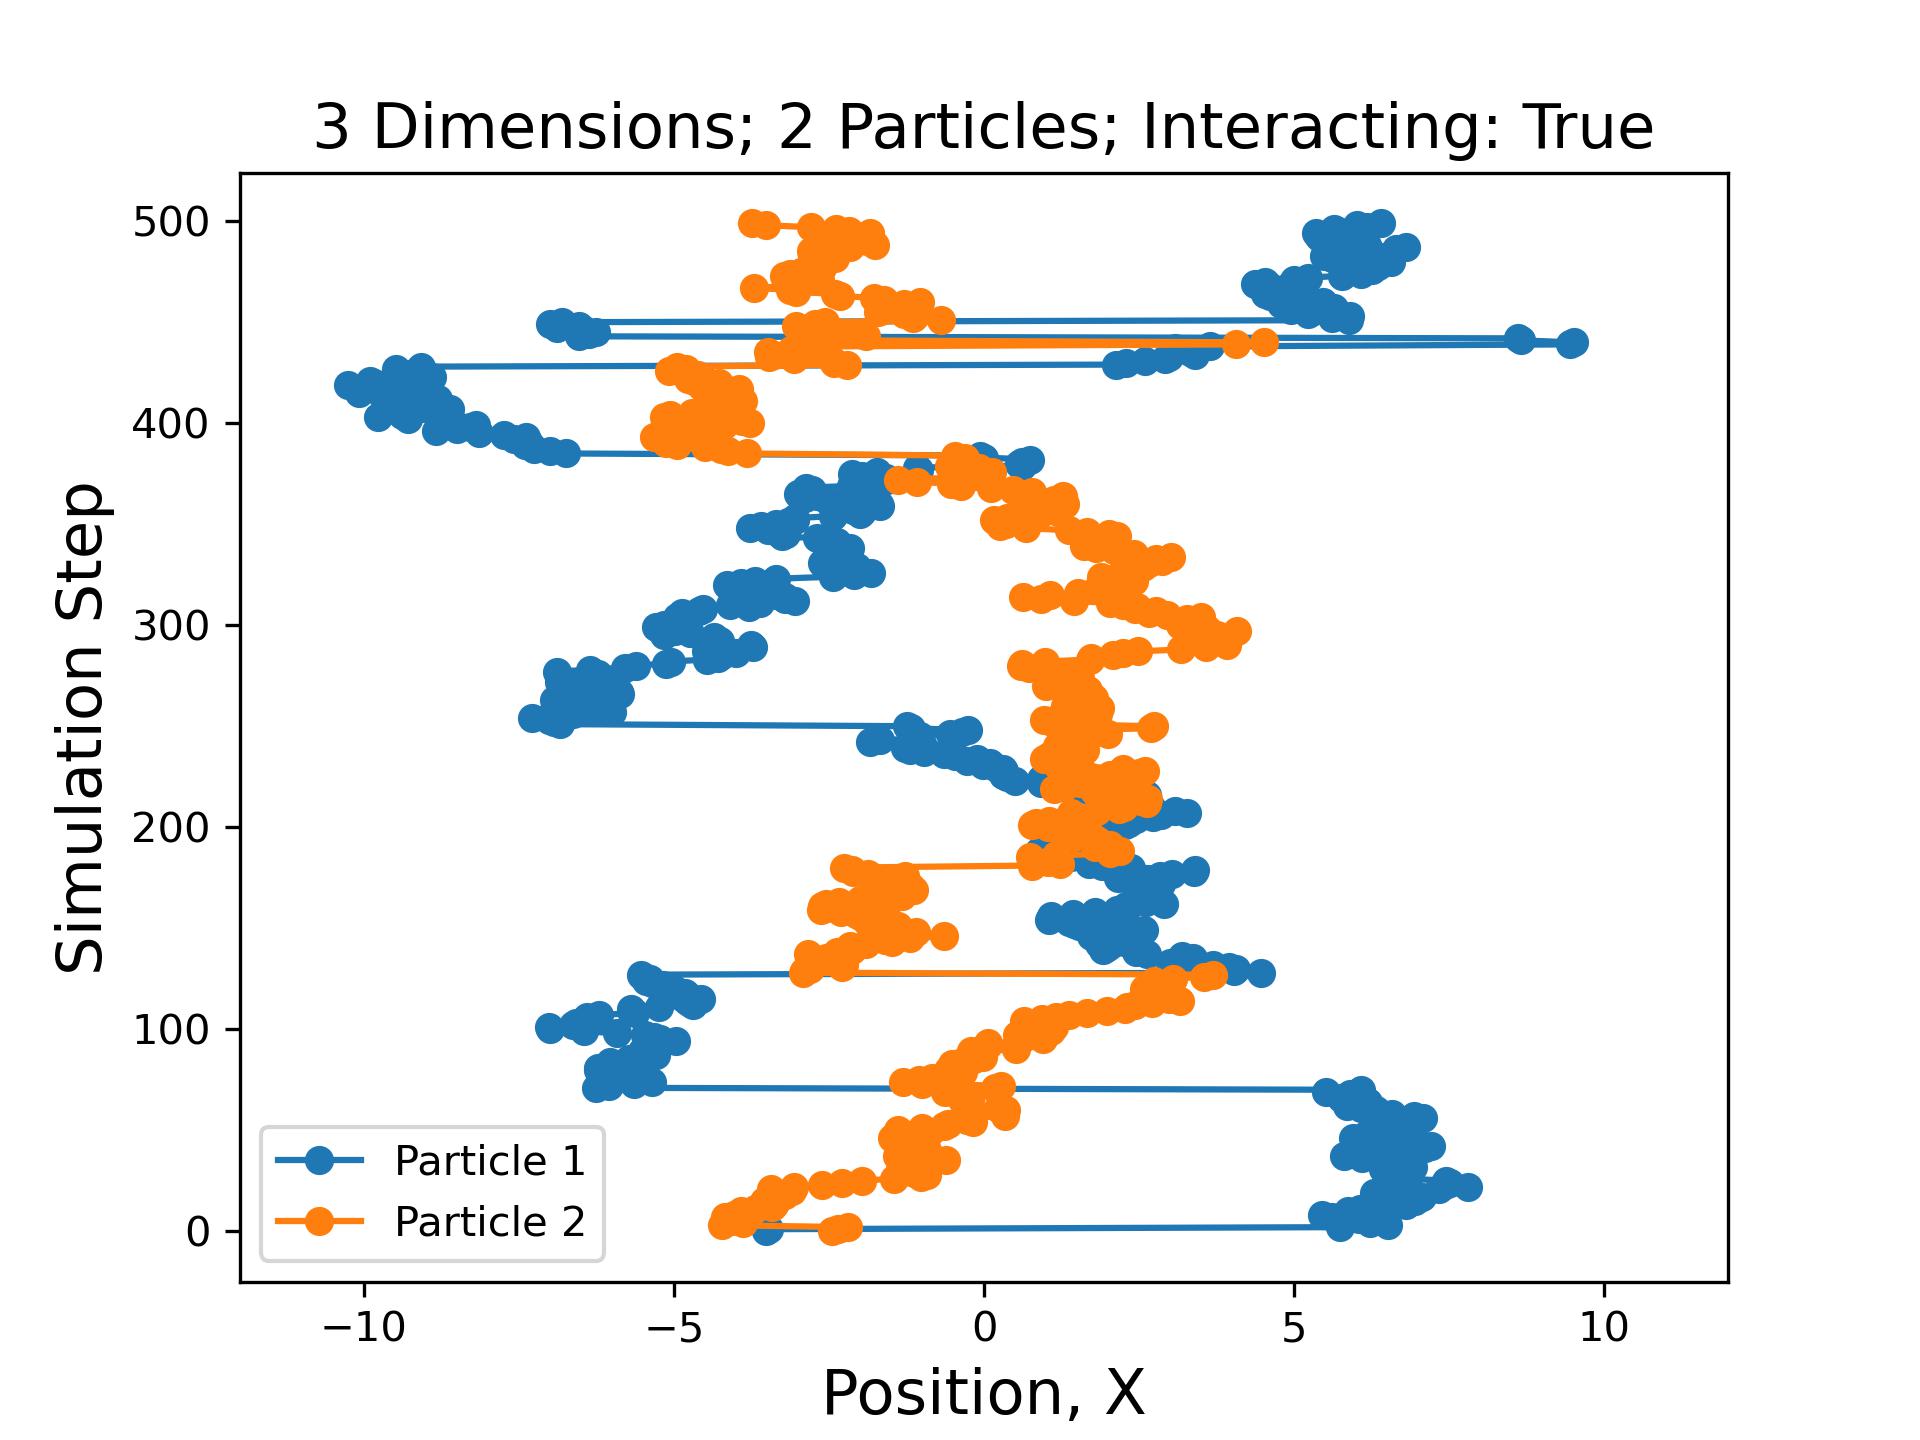 3 Dimensions; 2 Particles; Interacting: True
Simulation Step
500
400
300
200
100
0
Particle 1
Particle 2
−10
−5
0
5
10
Position, X